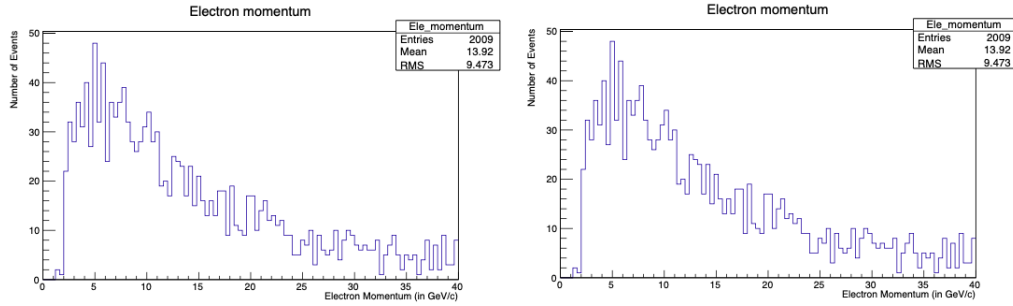 Electron momentum
Ele_momentum
Entries 2009
Mean 13.92
RMS 9.473
Number of Events
50
40
30
20
10
0
0 5 10 15 20 25 30 35 40
Electron Momentum (in GeV/c)
Electron momentum
Ele_momentum
Entries 2009
Mean 13.92
RMS 9.473
Number of Events
50
40
30
20
10
0
0 5 10 15 20 25 30 35 40
Electron Momentum (in GeV/c)